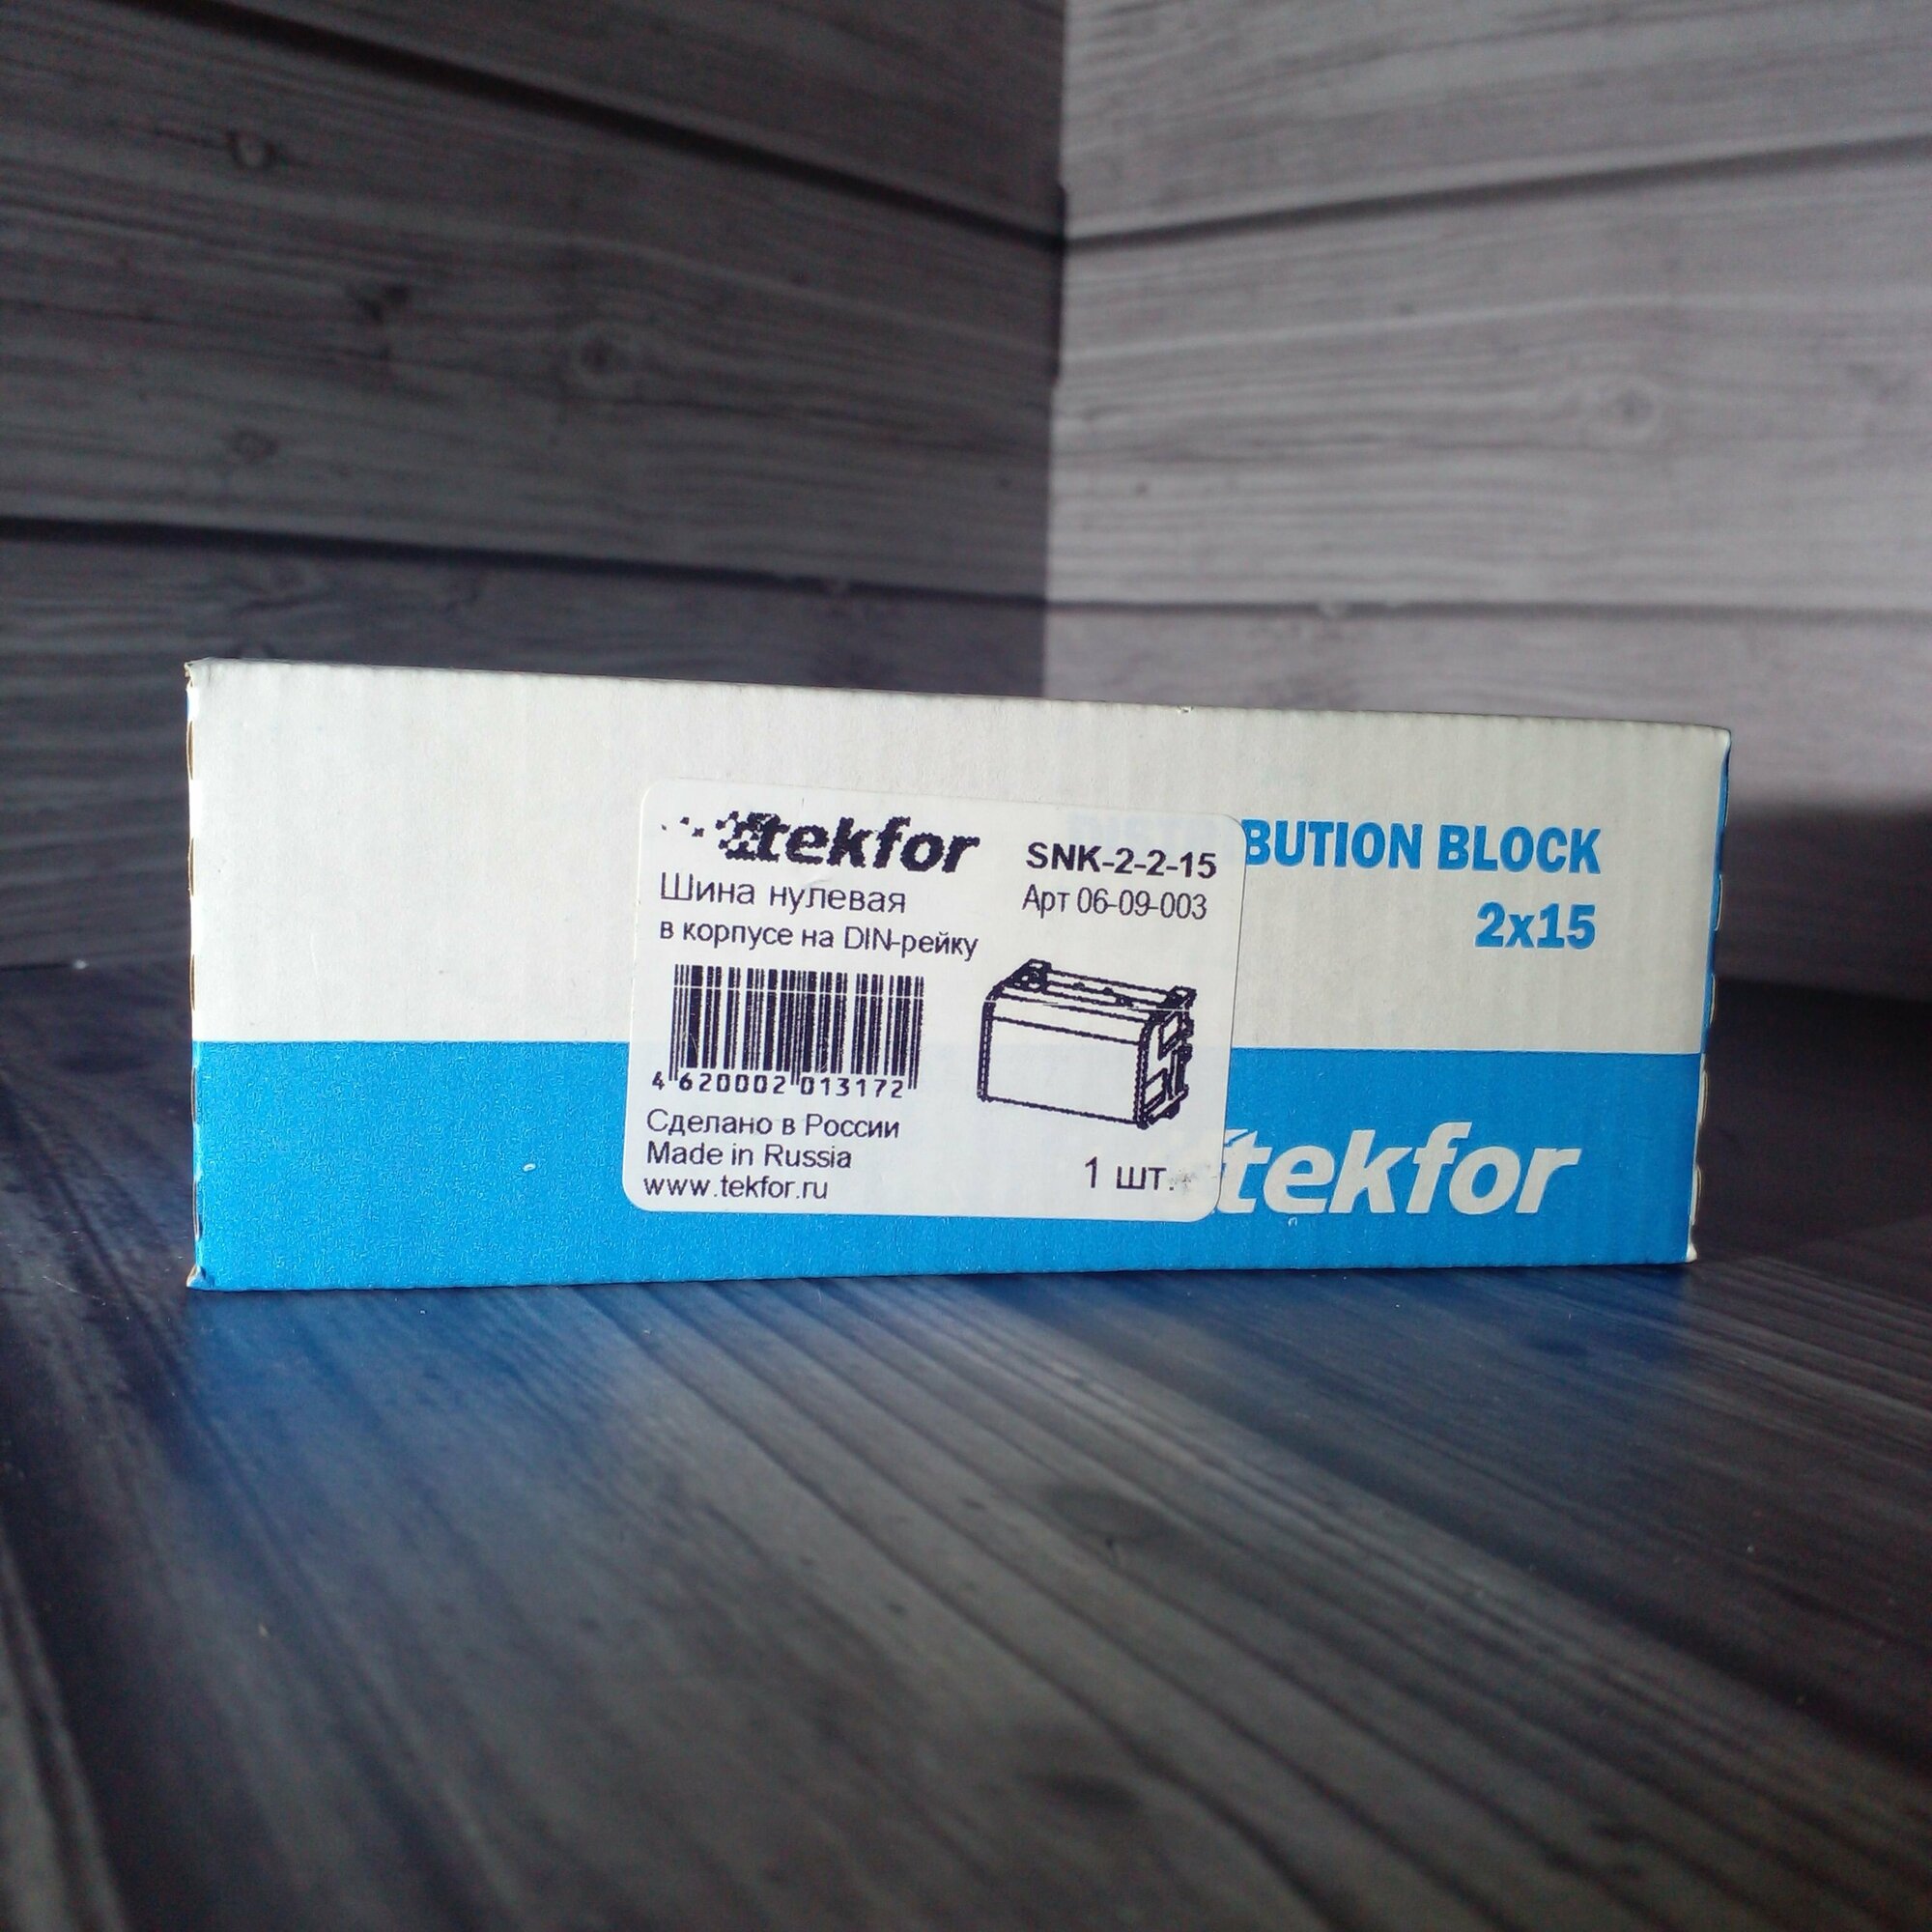 tekfor
SNK-2-2-15
Шина нулевая
Арт 06-09-003
в корпусе на DIN-рейку
4 620002 013172
Сделано в России
Made in Russia
www.tekfor.ru
1 шт.
DISTRIBUTION BLOCK
2x15
tekfor